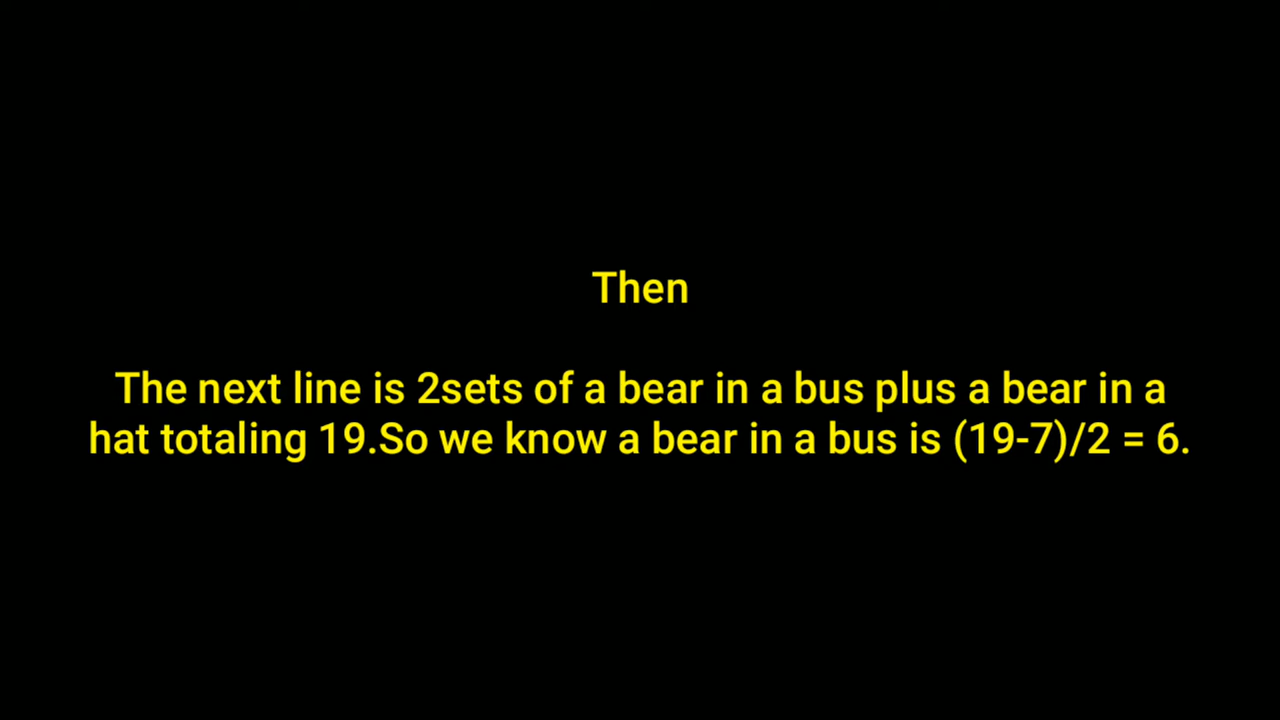 Then
The next line is 2sets of a bear in a bus plus a bear in a
hat totaling 19.So we know a bear in a bus is (19-7)/2 = 6.